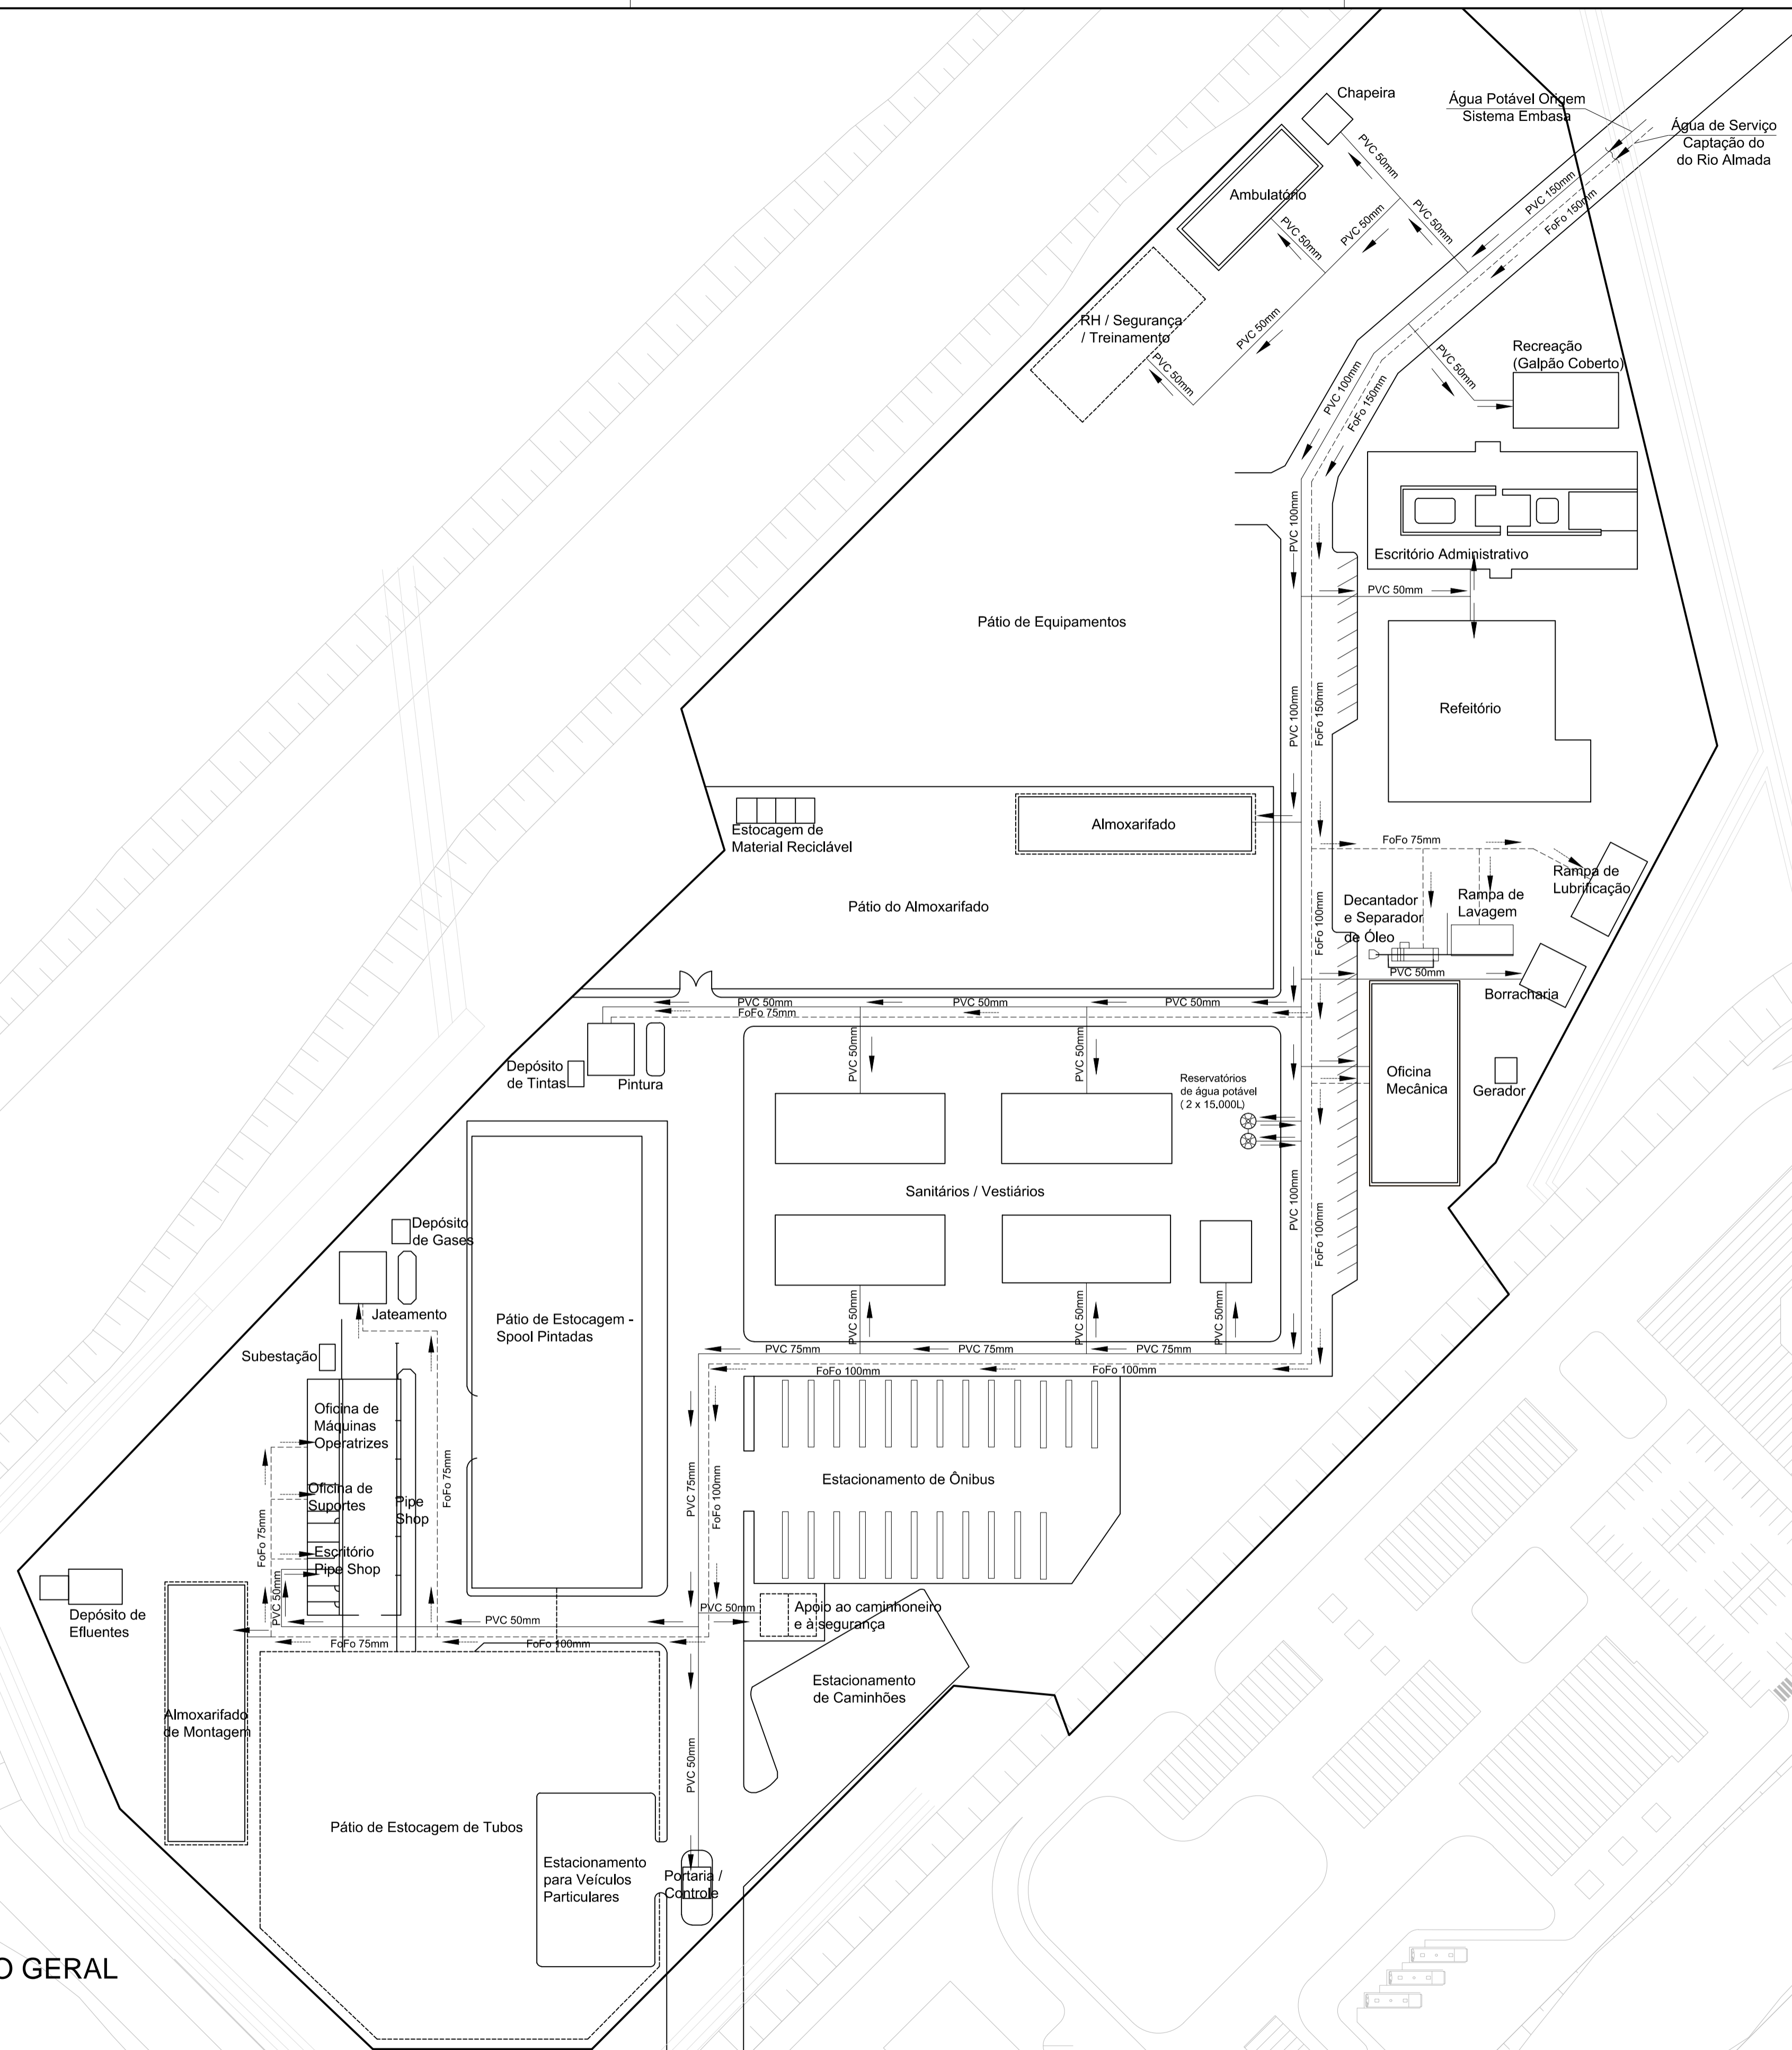 Chapeira
Água Potável Origem
Sistema Embasa
Água de Serviço
Captação do
do Rio Almada
PVC 50mm
Ambulatório
PVC 50mm
PVC 50mm
PVC 50mm
PVC 150mm
FoFo 150mm
RH / Segurança
/ Treinamento
PVC 50mm
PVC 50mm
PVC 50mm
Recreação
(Galpão Coberto)
PVC 100mm
FoFo 150mm
PVC 100mm
Escritório Administrativo
PVC 50mm
Pátio de Equipamentos
PVC 100mm
FoFo 150mm
Refeitório
Estocagem de
Material Reciclável
Almoxarifado
FoFo 75mm
Rampa de
Lubrificação
Pátio do Almoxarifado
FoFo 100mm
Decantador
e Separador
de Óleo
Rampa de
Lavagem
PVC 50mm
Borracharia
PVC 50mm
PVC 50mm
PVC 50mm
FoFo 75mm
Depósito
de Tintas
Pintura
PVC 50mm
PVC 50mm
Reservatórios
de água potável
( 2 x 15.000L)
Oficina
Mecânica
Gerador
Sanitários / Vestiários
PVC 100mm
FoFo 100mm
Depósito
de Gases
Jateamento
Pátio de Estocagem -
Spool Pintadas
PVC 50mm
PVC 50mm
PVC 50mm
Subestação
PVC 75mm
PVC 75mm
PVC 75mm
FoFo 100mm
FoFo 100mm
Oficina de
Máquinas
Operatrizes
FoFo 75mm
PVC 75mm
FoFo 100mm
Estacionamento de Ônibus
Oficina de
Suportes
Pipe
Shop
FoFo 75mm
Escritório
Pipe Shop
PVC 50mm
Depósito de
Efluentes
PVC 50mm
PVC 50mm
Apoio ao caminhoneiro
e à segurança
FoFo 75mm
FoFo 100mm
Estacionamento
de Caminhões
Almoxarifado
de Montagem
PVC 50mm
Pátio de Estocagem de Tubos
Estacionamento
para Veículos
Particulares
Portaria /
Controle
O GERAL